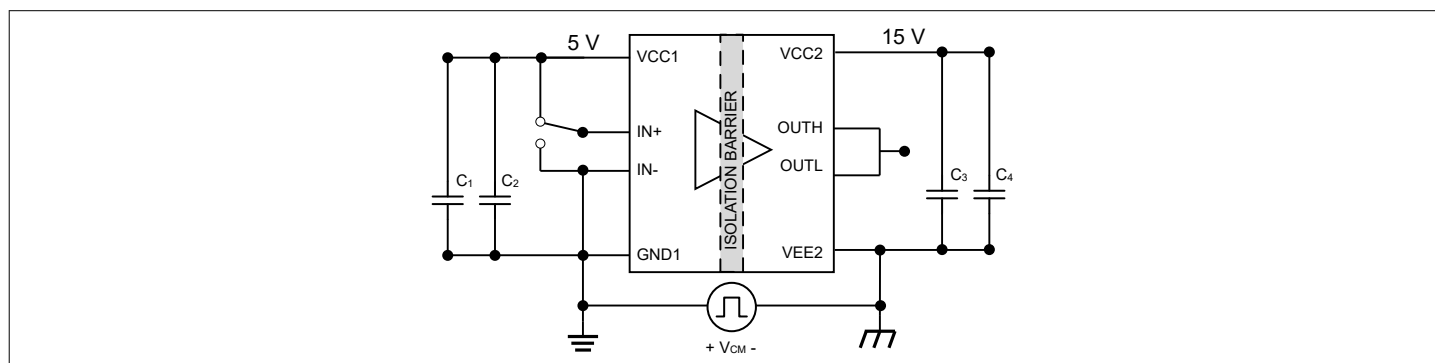 5 V
15 V
VCC1
VCC2
IN+
OUTH
IN-
OUTL
ISOLATION BARRIER
C1
C2
C3
C4
GND1
VEE2
+ VCM -